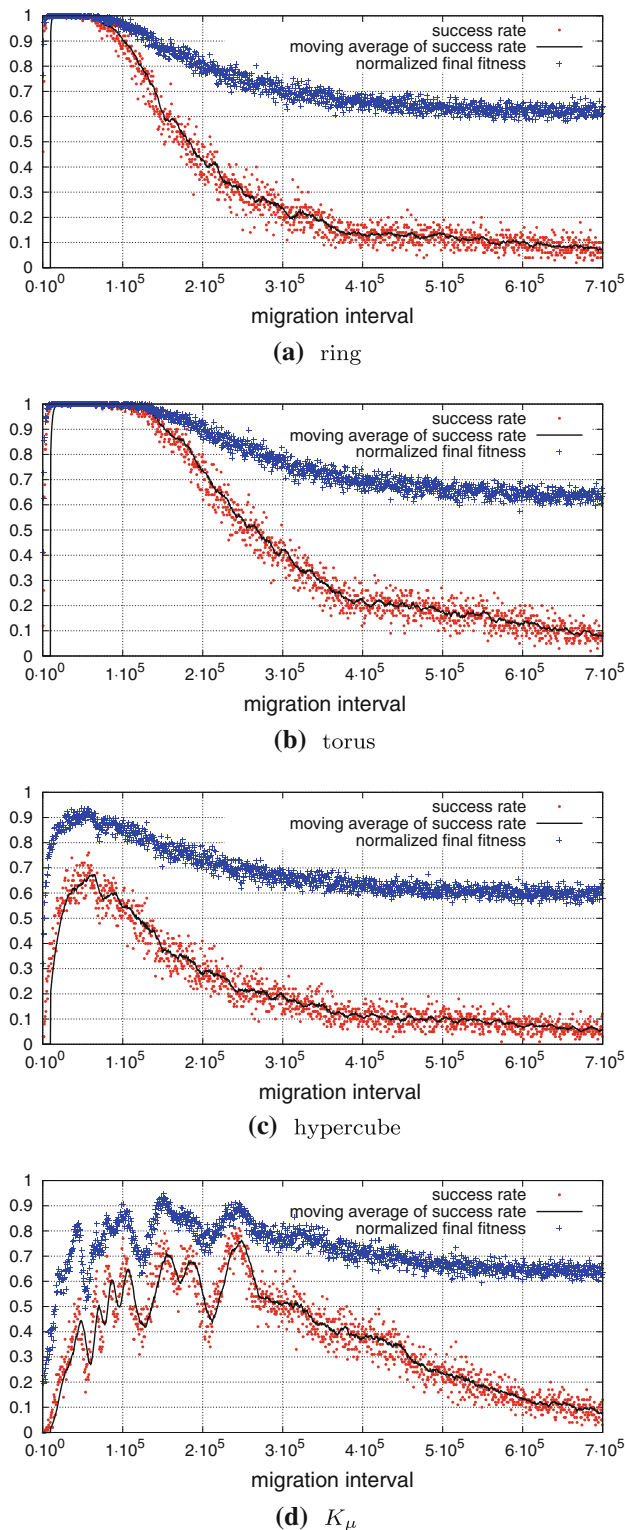 1
0.9
0.8
0.7
0.6
0.5
0.4
0.3
0.2
0.1
0
success rate
moving average of success rate
normalized final fitness
0·10⁰ 1·10⁵ 2·10⁵ 3·10⁵ 4·10⁵ 5·10⁵ 6·10⁵ 7·10⁵
migration interval
(a) ring
1
0.9
0.8
0.7
0.6
0.5
0.4
0.3
0.2
0.1
0
success rate
moving average of success rate
normalized final fitness
0·10⁰ 1·10⁵ 2·10⁵ 3·10⁵ 4·10⁵ 5·10⁵ 6·10⁵ 7·10⁵
migration interval
(b) torus
1
0.9
0.8
0.7
0.6
0.5
0.4
0.3
0.2
0.1
0
success rate
moving average of success rate
normalized final fitness
0·10⁰ 1·10⁵ 2·10⁵ 3·10⁵ 4·10⁵ 5·10⁵ 6·10⁵ 7·10⁵
migration interval
(c) hypercube
1
0.9
0.8
0.7
0.6
0.5
0.4
0.3
0.2
0.1
0
success rate
moving average of success rate
normalized final fitness
0·10⁰ 1·10⁵ 2·10⁵ 3·10⁵ 4·10⁵ 5·10⁵ 6·10⁵ 7·10⁵
migration interval
(d) Kμ